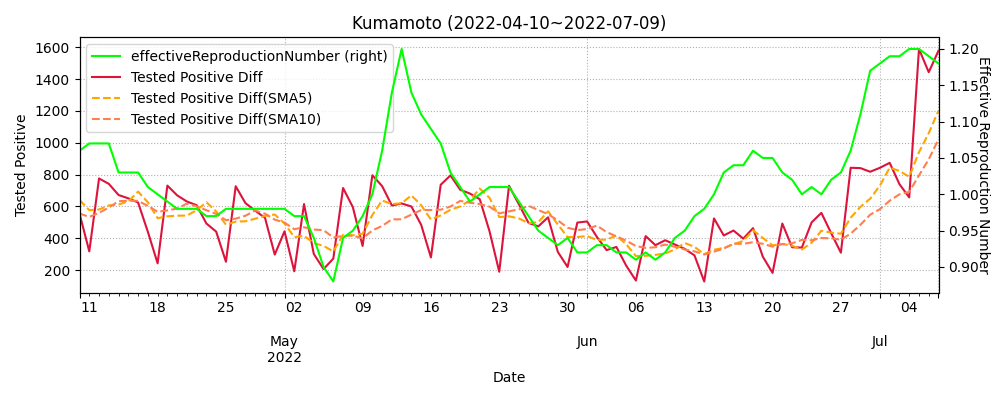 Kumamoto (2022-04-10~2022-07-09)
effectiveReproductionNumber (right)
Tested Positive Diff
Tested Positive Diff(SMA5)
Tested Positive Diff(SMA10)
Tested Positive
1600
1400
1200
1000
800
600
400
200
1.20
1.15
1.10
1.05
1.00
0.95
0.90
Effective Reproduction Number
11 18 25 02 09 16 23 30 06 13 20 27 04
May Jun Jul
2022
Date